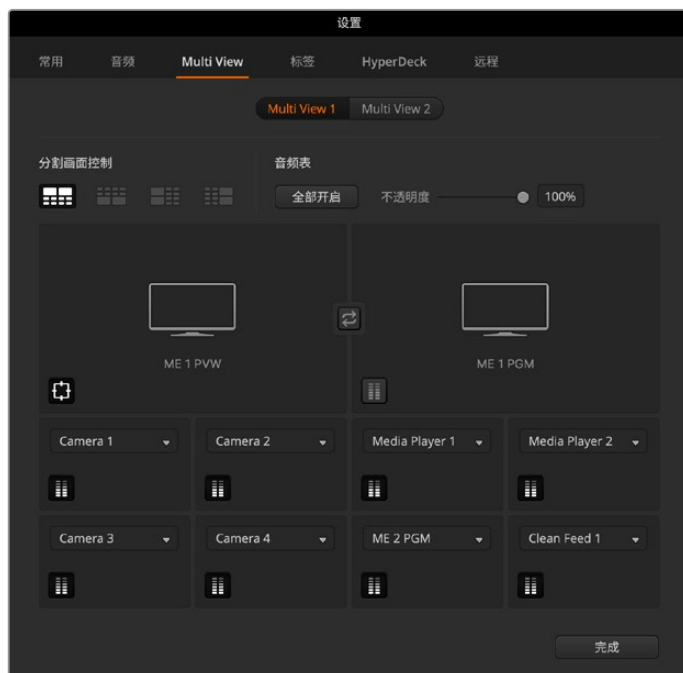 设置
常用 音频 Multi View 标签 HyperDeck 远程
Multi View 1 Multi View 2
分割画面控制 音频表
全部开启 不透明度 100%
ME 1 PVW ME 1 PGM
Camera 1 Camera 2 Media Player 1 Media Player 2
Camera 3 Camera 4 ME 2 PGM Clean Feed 1
完成